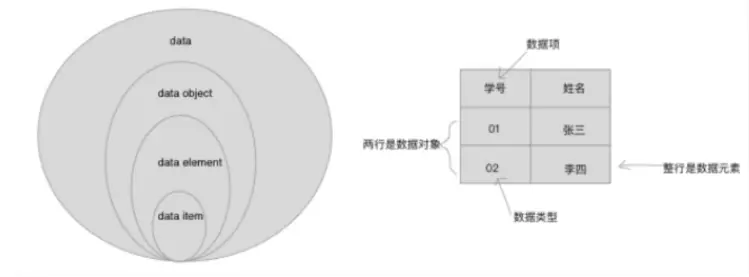 data
data object
data element
data item
数据项
学号 姓名
01 张三
两行是数据对象
02 李四
整行是数据元素
数据类型